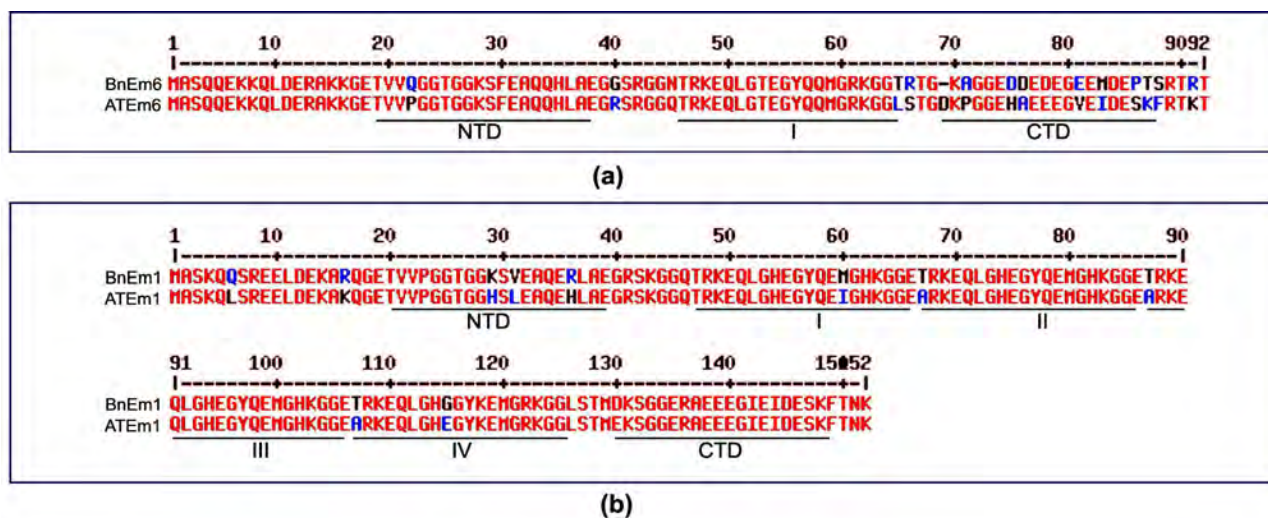 1 10 20 30 40 50 60 70 80 9092
BnEm6 MASQQEKKQLDERAKKGETVVQGGTGGKSFEAQQHLAEGGSRGGNTRKEQLGTEGYQQMGRKGGTRTG-KAGGEDDEDEGEEMDEPTSRTRT
ATEm6 MASQQEKKQLDERAKKGETVVPGGTGGKSFEAQQHLAEGRSRGGQTRKEQLGTEGYQQMGRKGGLSTGDKPGGEHAEEEGVEIDESKFRTKT
NTD I CTD
(a)
1 10 20 30 40 50 60 70 80 90
BnEm1 MASKQQSREELDEKARQGETVVPGGTGGKSVEAQERLAEGRSKGGQTRKEQLGHEGYQEMGHKGGETRKEQLGHEGYQEMGHKGGETRKE
ATEm1 MASKQLSREELDEKAKQGETVVPGGTGGHSLEAQEHLAEGRSKGGQTRKEQLGHEGYQEIGHKGGEARKEQLGHEGYQEMGHKGGEARKE
NTD I II
91 100 110 120 130 140 150152
BnEm1 QLGHEGYQEMGHKGGETRKEQLGHGGYKEMGRKGGLSTMDKSGGERAEEEGIEIDESKFTNK
ATEm1 QLGHEGYQEMGHKGGEARKEQLGHEGYKEMGRKGGLSTMEKSGGERAEEEGIEIDESKFTNK
III IV CTD
(b)